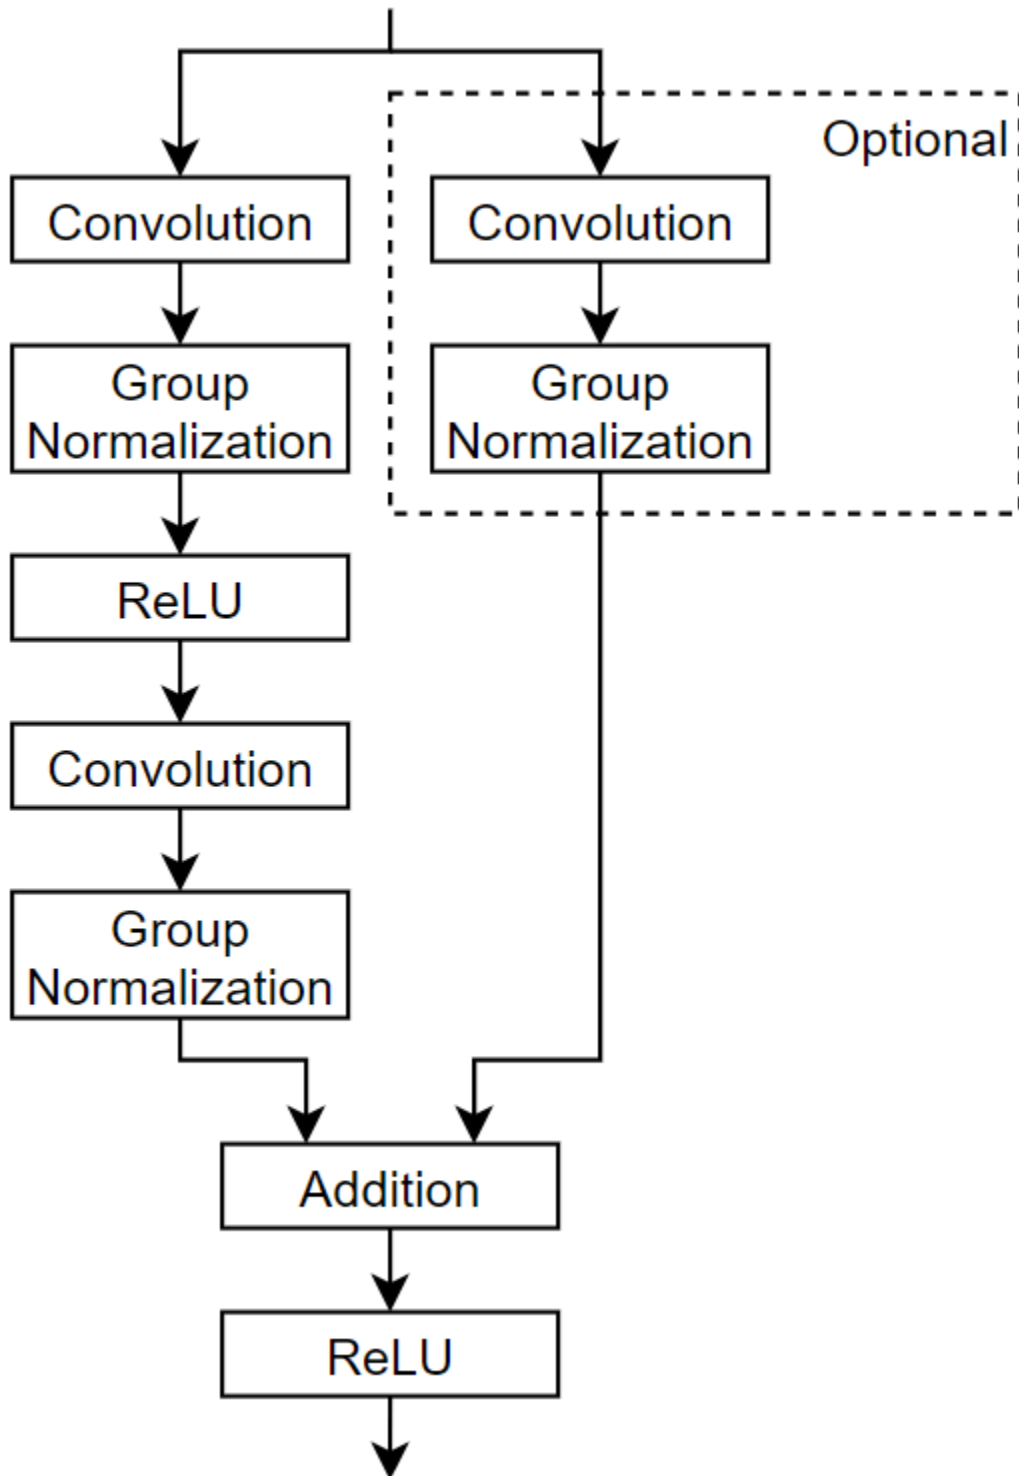 Optional
Convolution
Convolution
Group
Normalization
Group
Normalization
ReLU
Convolution
Group
Normalization
Addition
ReLU